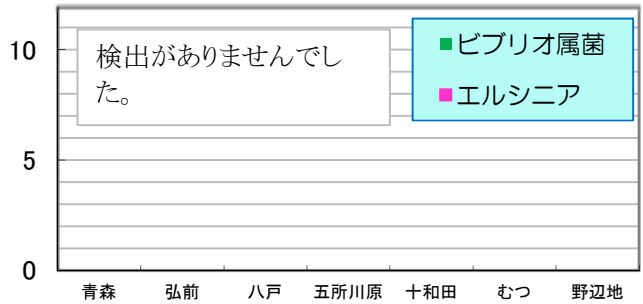 10
検出がありませんでし
た。
■ビブリオ属菌
■エルシニア
5
0
青森 弘前 八戸 五所川原 十和田 むつ 野辺地